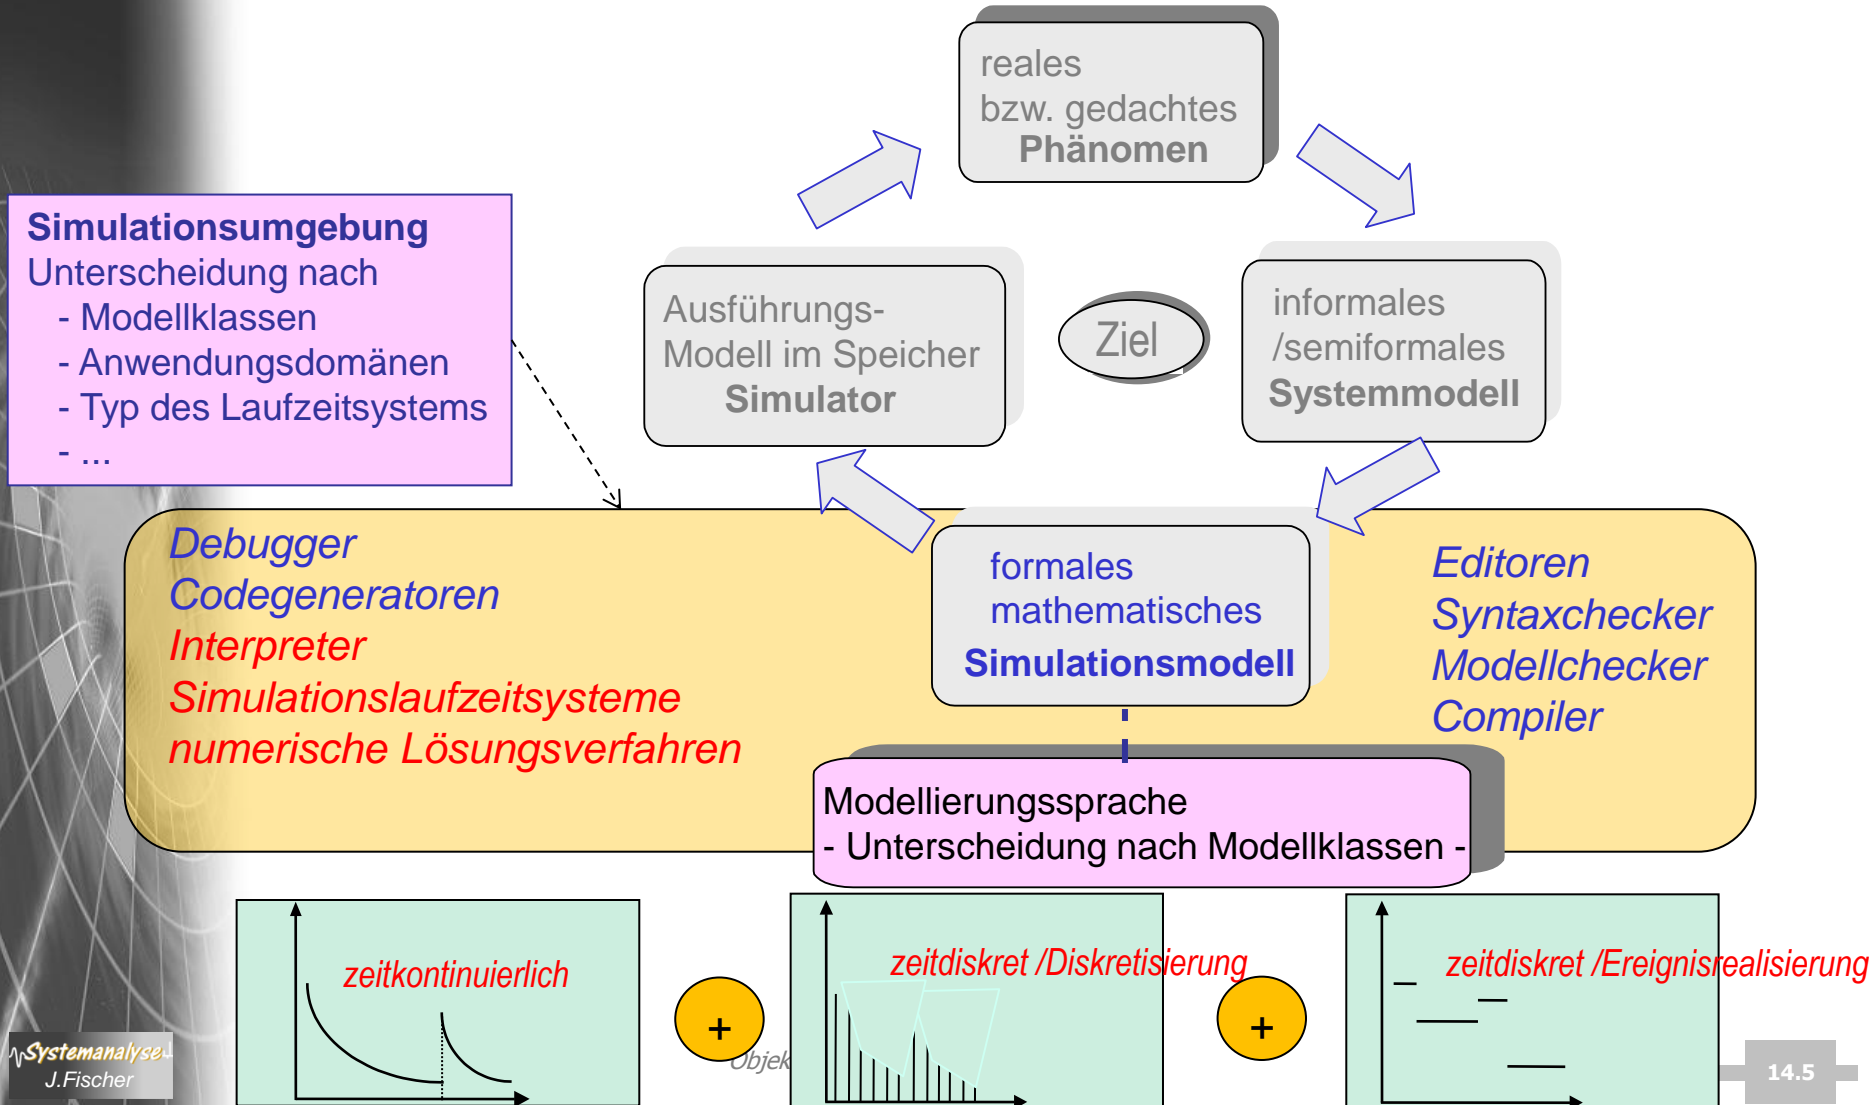 reales
bzw. gedachtes
Phänomen
Simulationsumgebung
Unterscheidung nach
- Modellklassen
- Anwendungsdomänen
- Typ des Laufzeitsystems
- ...
Ausführungs-
Modell im Speicher
Simulator
Ziel
informales
/semiformales
Systemmodell
Debugger
Codegeneratoren
Interpreter
Simulationslaufzeitsysteme
numerische Lösungsverfahren
formales
mathematisches
Simulationsmodell
Editoren
Syntaxchecker
Modellchecker
Compiler
Modellierungssprache
- Unterscheidung nach Modellklassen -
zeitkontinuierlich
+
zeitdiskret /Diskretisierung
+
zeitdiskret /Ereignisrealisierung
Systemanalyse
J.Fischer
Objek
14.5